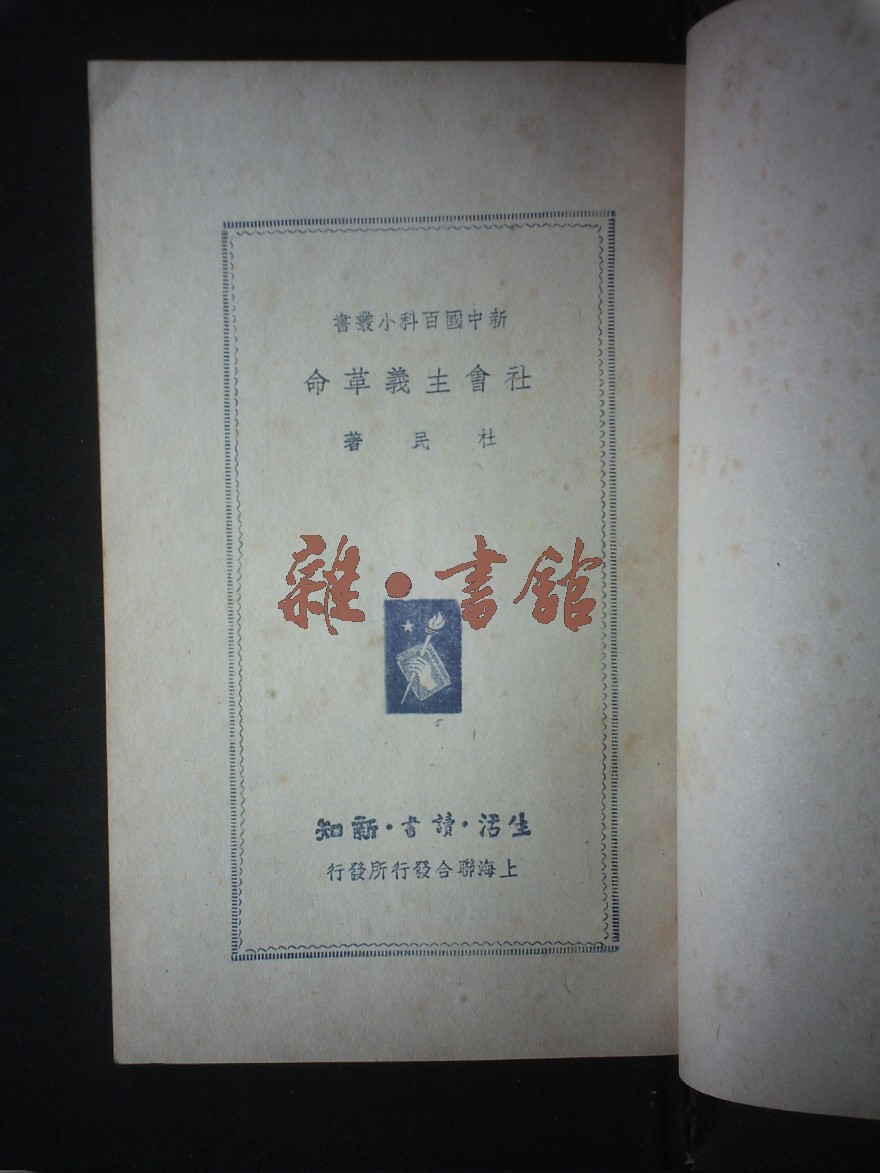 新中國百科小叢書
社會主義革命
杜民著
雜·書館
生活·讀書·新知
上海聯合發行所發行